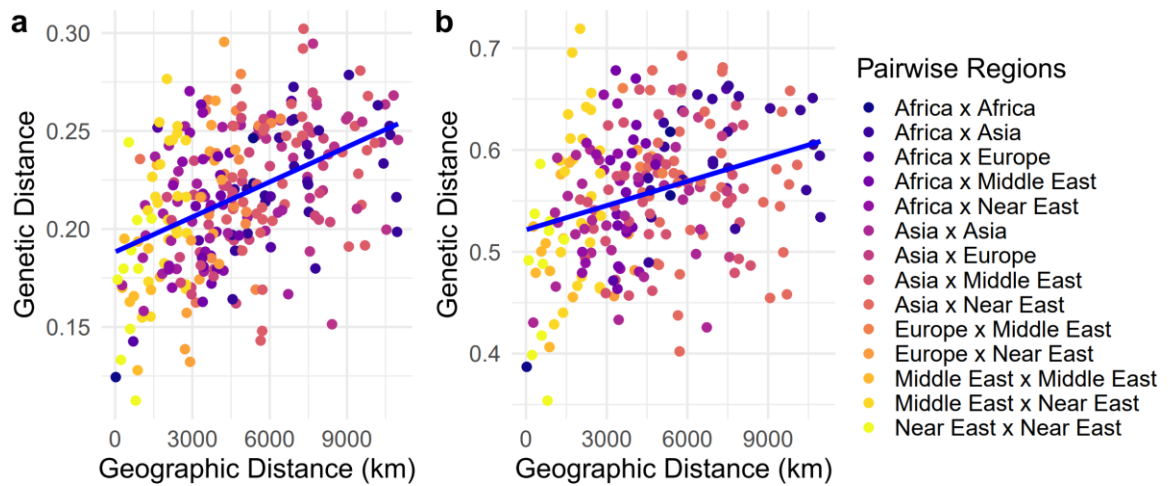 a
0.30
0.25
0.20
0.15
Genetic Distance
0 3000 6000 9000
Geographic Distance (km)
b
0.7
0.6
0.5
0.4
Genetic Distance
0 3000 6000 9000
Geographic Distance (km)
Pairwise Regions
Africa x Africa
Africa x Asia
Africa x Europe
Africa x Middle East
Africa x Near East
Asia x Asia
Asia x Europe
Asia x Middle East
Asia x Near East
Europe x Middle East
Europe x Near East
Middle East x Middle East
Middle East x Near East
Near East x Near East